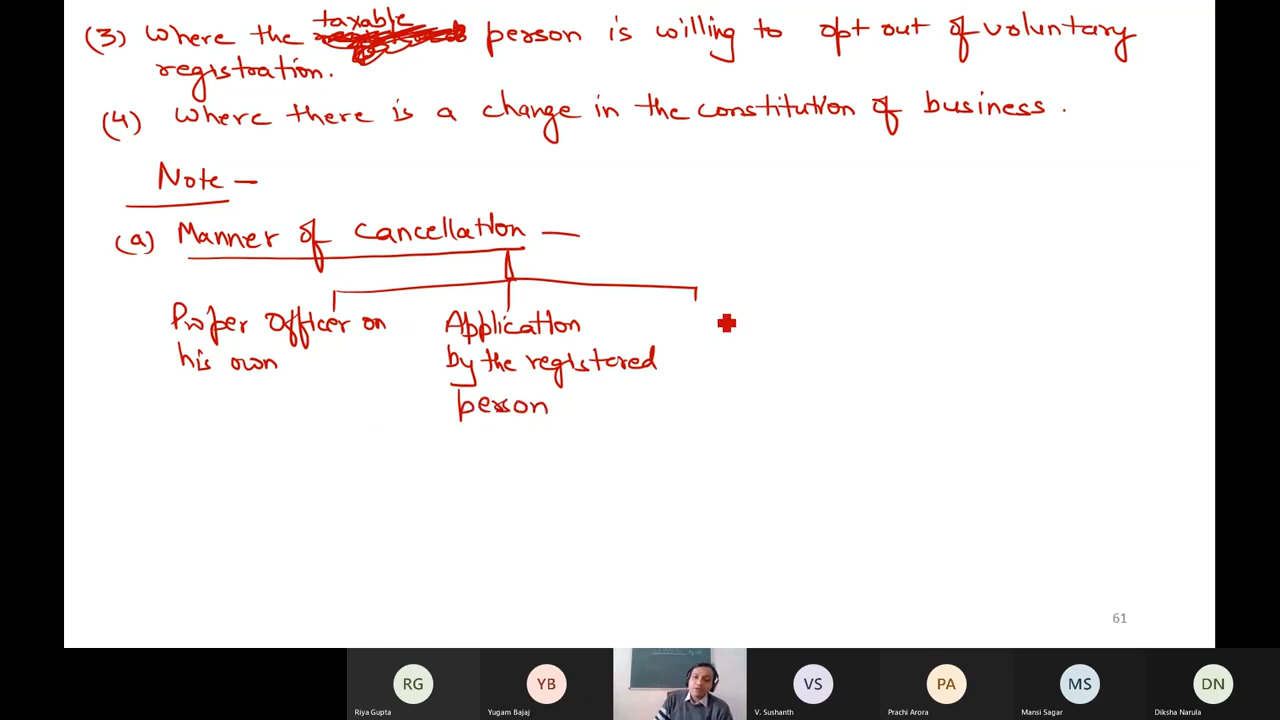 (3) Where the taxable person is willing to opt out of voluntary
registration.
(4) Where there is a change in the constitution of business.
Note —
(a) Manner of cancellation —
Proper Officer on his own
Application by the registered person
61
RG
Riya Gupta
YB
Yugam Bajaj
VS
V. Sushanth
PA
Prachi Arora
MS
Mansi Sagar
DN
Diksha Narula